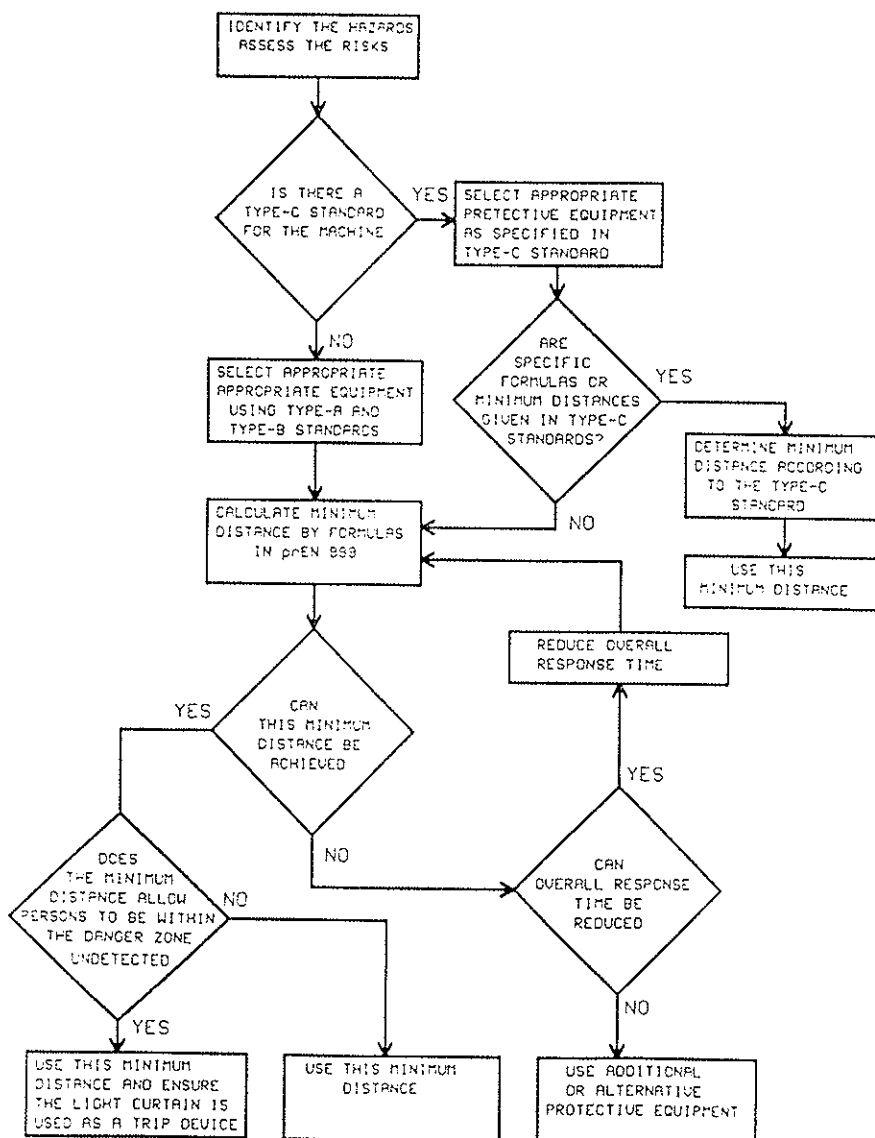 IDENTIFY THE HAZARDS
ASSESS THE RISKS
IS THERE A
TYPE-C STANDARD
FOR THE MACHINE
YES
SELECT APPROPRIATE
PRETECTIVE EQUIPMENT
AS SPECIFIED IN
TYPE-C STANDARD
NO
ARE
SPECIFIC
FORMULAS OR
MINIMUM DISTANCES
GIVEN IN TYPE-C
STANDARDS?
YES
SELECT APPROPRIATE
APPROPRIATE EQUIPMENT
USING TYPE-A AND
TYPE-B STANDARDS
DETERMINE MINIMUM
DISTANCE ACCORDING
TO THE TYPE-C
STANDARD
NO
CALCULATE MINIMUM
DISTANCE BY FORMULAS
IN prEN 999
USE THIS
MINIMUM DISTANCE
REDUCE OVERALL
RESPONSE TIME
CAN
THIS MINIMUM
DISTANCE BE
ACHIEVED
YES
YES
NO
DOES
THE MINIMUM
DISTANCE ALLOW
PERSONS TO BE WITHIN
THE DANGER ZONE
UNDETECTED
NO
CAN
OVERALL RESPONSE
TIME BE
REDUCED
YES
NO
USE THIS MINIMUM
DISTANCE AND ENSURE
THE LIGHT CURTAIN IS
USED AS A TRIP DEVICE
USE THIS MINIMUM
DISTANCE
USE ADDITIONAL
OR ALTERNATIVE
PROTECTIVE EQUIPMENT